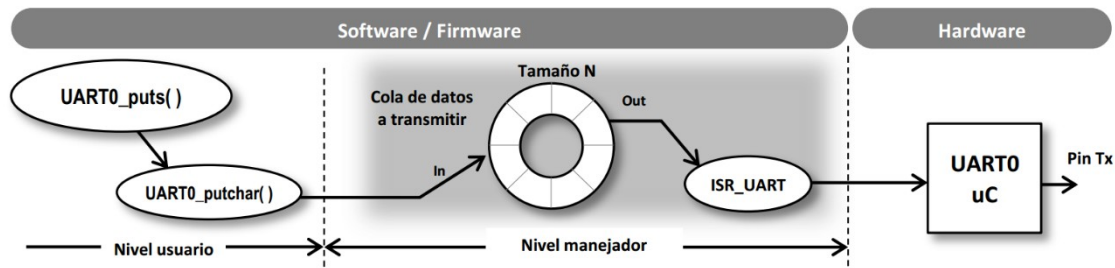 Software / Firmware
Hardware
Tamaño N
UART0_puts( )
Cola de datos
a transmitir
Out
In
UART0_putchar( )
ISR_UART
UART0
uC
Pin Tx
Nivel usuario
Nivel manejador